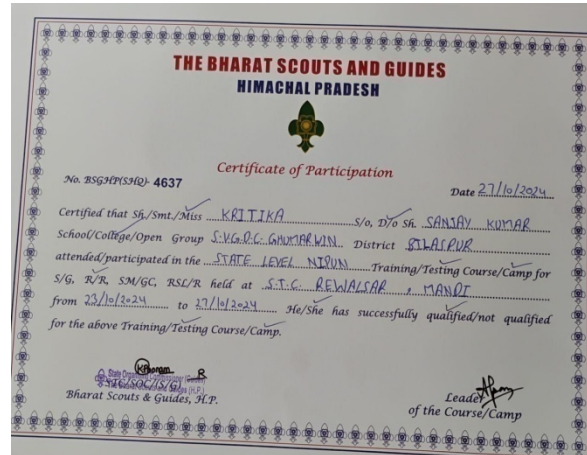 THE BHARAT SCOUTS AND GUIDES
HIMACHAL PRADESH
Certificate of Participation
No. BSGHP(SHQ)- 4637
Date 27/10/2024
Certified that Sh./Smt./Miss KRITIKA S/o, D/o Sh. SANJAY KUMAR
School/College/Open Group S.V.G.D.C. GHUMARWIN District BILASPUR
attended/participated in the STATE LEVEL NIPUN Training/Testing Course/Camp for
S/G, R/R, SM/GC, RSL/R held at S.T.C. REWALSAR, MANDI
from 23/10/2024 to 27/10/2024 He/She has successfully qualified/not qualified
for the above Training/Testing Course/Camp.
STC/SOC/(S/G)
Bharat Scouts & Guides, H.P.
Leader
of the Course/Camp